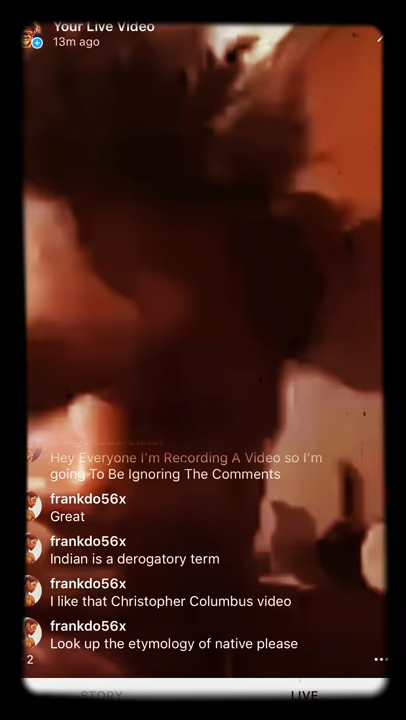 Your Live Video
13m ago
Hey Everyone I'm Recording A Video so I'm
going To Be Ignoring The Comments
frankdo56x
Great
frankdo56x
Indian is a derogatory term
frankdo56x
I like that Christopher Columbus video
frankdo56x
Look up the etymology of native please
2
STORY
LIVE